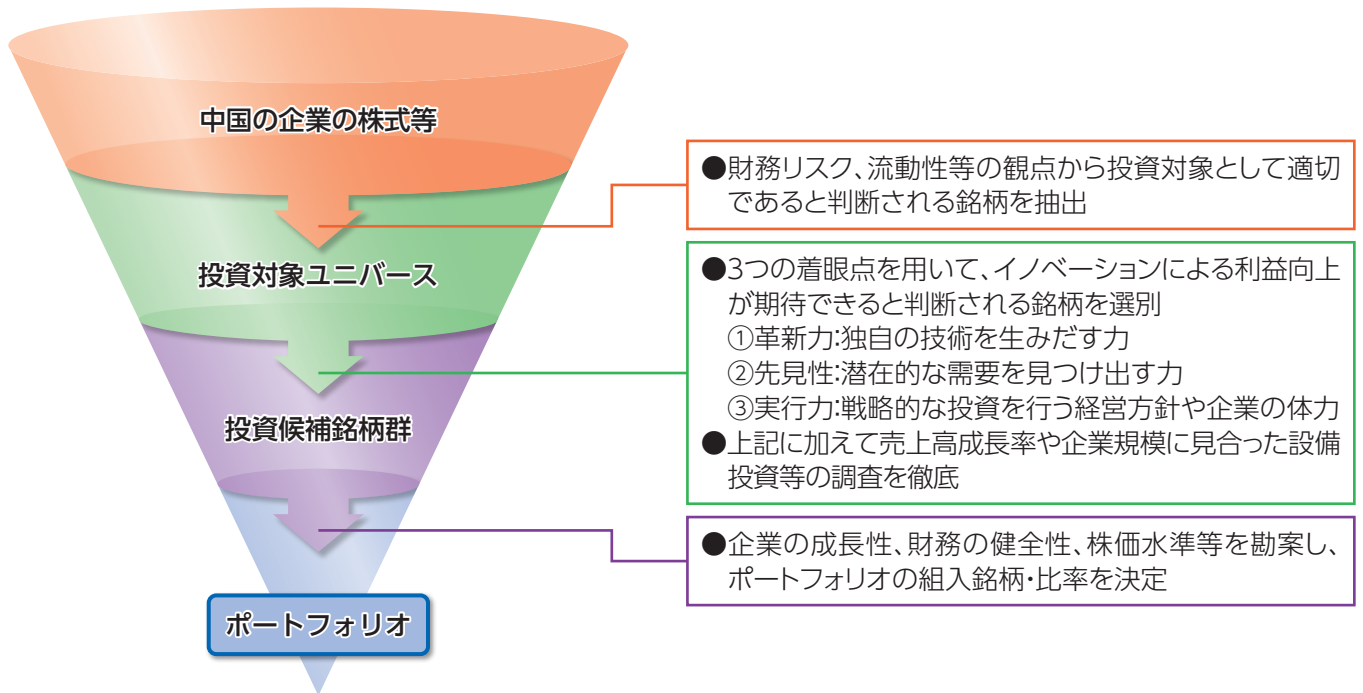 中国の企業の株式等
●財務リスク、流動性等の観点から投資対象として適切
であると判断される銘柄を抽出
投資対象ユニバース
●3つの着眼点を用いて、イノベーションによる利益向上
が期待できると判断される銘柄を選別
①革新力:独自の技術を生みだす力
②先見性:潜在的な需要を見つけ出す力
③実行力:戦略的な投資を行う経営方針や企業の体力
●上記に加えて売上高成長率や企業規模に見合った設備
投資等の調査を徹底
投資候補銘柄群
●企業の成長性、財務の健全性、株価水準等を勘案し、
ポートフォリオの組入銘柄・比率を決定
ポートフォリオ